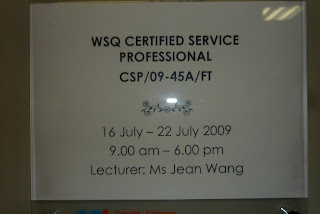 WSQ CERTIFIED SERVICE
PROFESSIONAL
CSP/09-45A/FT
16 July – 22 July 2009
9.00 am – 6.00 pm
Lecturer: Ms Jean Wang